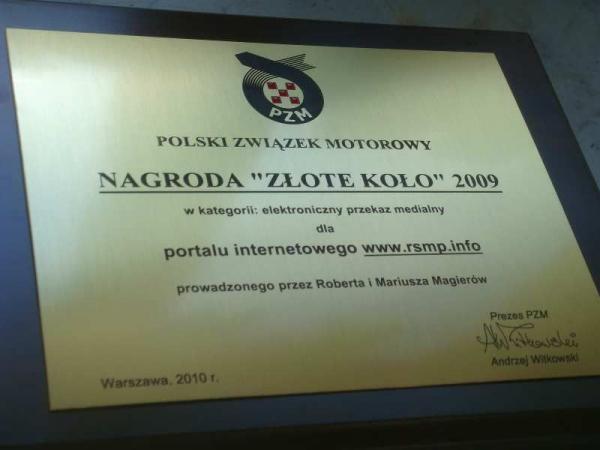 PZM
POLSKI ZWIĄZEK MOTOROWY
NAGRODA "ZŁOTE KOŁO" 2009
w kategorii: elektroniczny przekaz medialny
dla
portalu internetowego www.rsmp.info
prowadzonego przez Roberta i Mariusza Magierów
Prezes PZM
AWitkowski
Andrzej Witkowski
Warszawa, 2010 r.